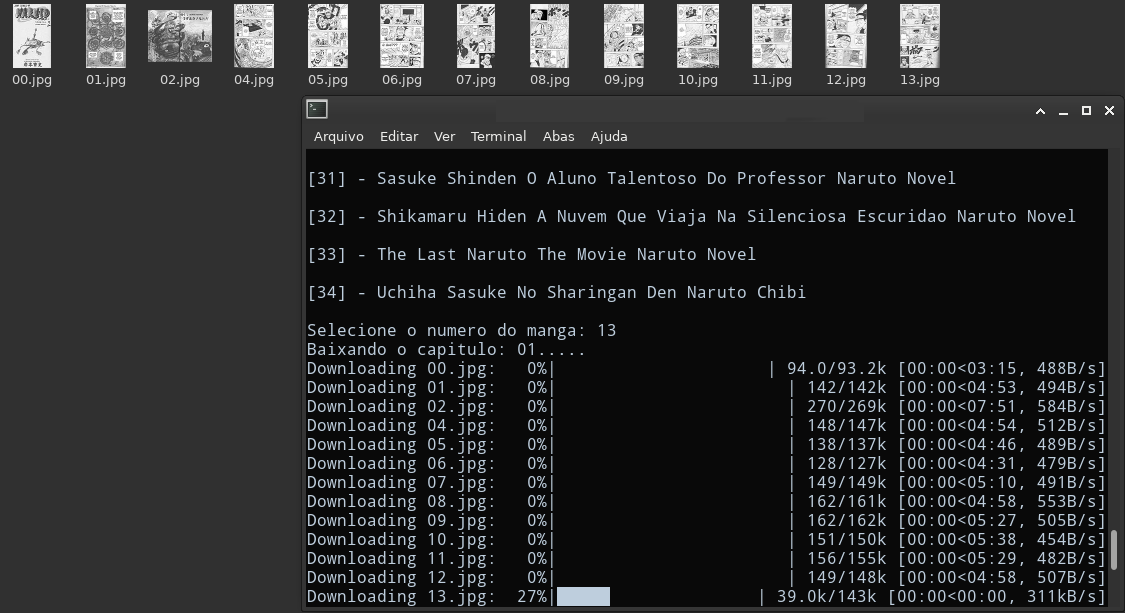 00.jpg 01.jpg 02.jpg 04.jpg 05.jpg 06.jpg 07.jpg 08.jpg 09.jpg 10.jpg 11.jpg 12.jpg 13.jpg
Arquivo Editar Ver Terminal Abas Ajuda
[31] - Sasuke Shinden O Aluno Talentoso Do Professor Naruto Novel
[32] - Shikamaru Hiden A Nuvem Que Viaja Na Silenciosa Escuridao Naruto Novel
[33] - The Last Naruto The Movie Naruto Novel
[34] - Uchiha Sasuke No Sharingan Den Naruto Chibi
Selecione o numero do manga: 13
Baixando o capitulo: 01.....
Downloading 00.jpg:   0%| | 94.0/93.2k [00:00<03:15, 488B/s]
Downloading 01.jpg:   0%| | 142/142k [00:00<04:53, 494B/s]
Downloading 02.jpg:   0%| | 270/269k [00:00<07:51, 584B/s]
Downloading 04.jpg:   0%| | 148/147k [00:00<04:54, 512B/s]
Downloading 05.jpg:   0%| | 138/137k [00:00<04:46, 489B/s]
Downloading 06.jpg:   0%| | 128/127k [00:00<04:31, 479B/s]
Downloading 07.jpg:   0%| | 149/149k [00:00<05:10, 491B/s]
Downloading 08.jpg:   0%| | 162/161k [00:00<04:58, 553B/s]
Downloading 09.jpg:   0%| | 162/162k [00:00<05:27, 505B/s]
Downloading 10.jpg:   0%| | 151/150k [00:00<05:38, 454B/s]
Downloading 11.jpg:   0%| | 156/155k [00:00<05:29, 482B/s]
Downloading 12.jpg:   0%| | 149/148k [00:00<04:58, 507B/s]
Downloading 13.jpg:  27%| | 39.0k/143k [00:00<00:00, 311kB/s]